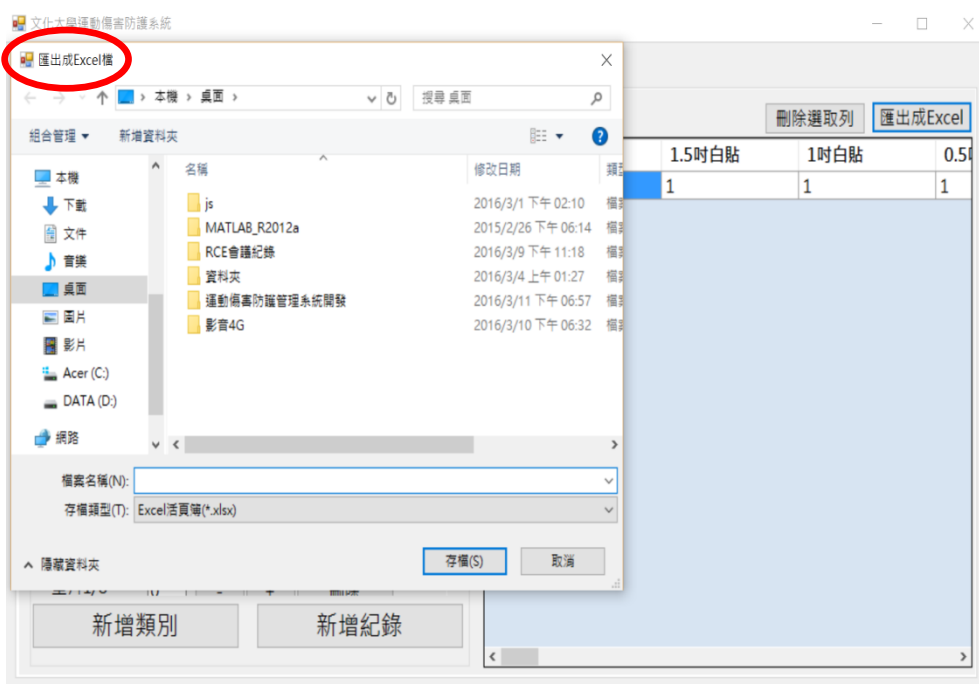 文化大學運動傷害防護系統
匯出成Excel檔
本機 › 桌面 ›
搜尋 桌面
組合管理 新增資料夾
刪除選取列 匯出成Excel
1.5吋白貼 1吋白貼 0.5
1 1 1
名稱 修改日期
本機
下載
文件
音樂
桌面
圖片
影片
Acer (C:)
DATA (D:)
網路
js 2016/3/1 下午 02:10
MATLAB_R2012a 2015/2/26 下午 06:14
RCE會議紀錄 2016/3/9 下午 11:18
資料夾 2016/3/4 上午 01:27
運動傷害防護管理系統開發 2016/3/11 下午 06:57
影音4G 2016/3/10 下午 06:32
檔案名稱(N):
存檔類型(T): Excel活頁簿(*.xlsx)
隱藏資料夾
存檔(S) 取消
新增類別 新增紀錄